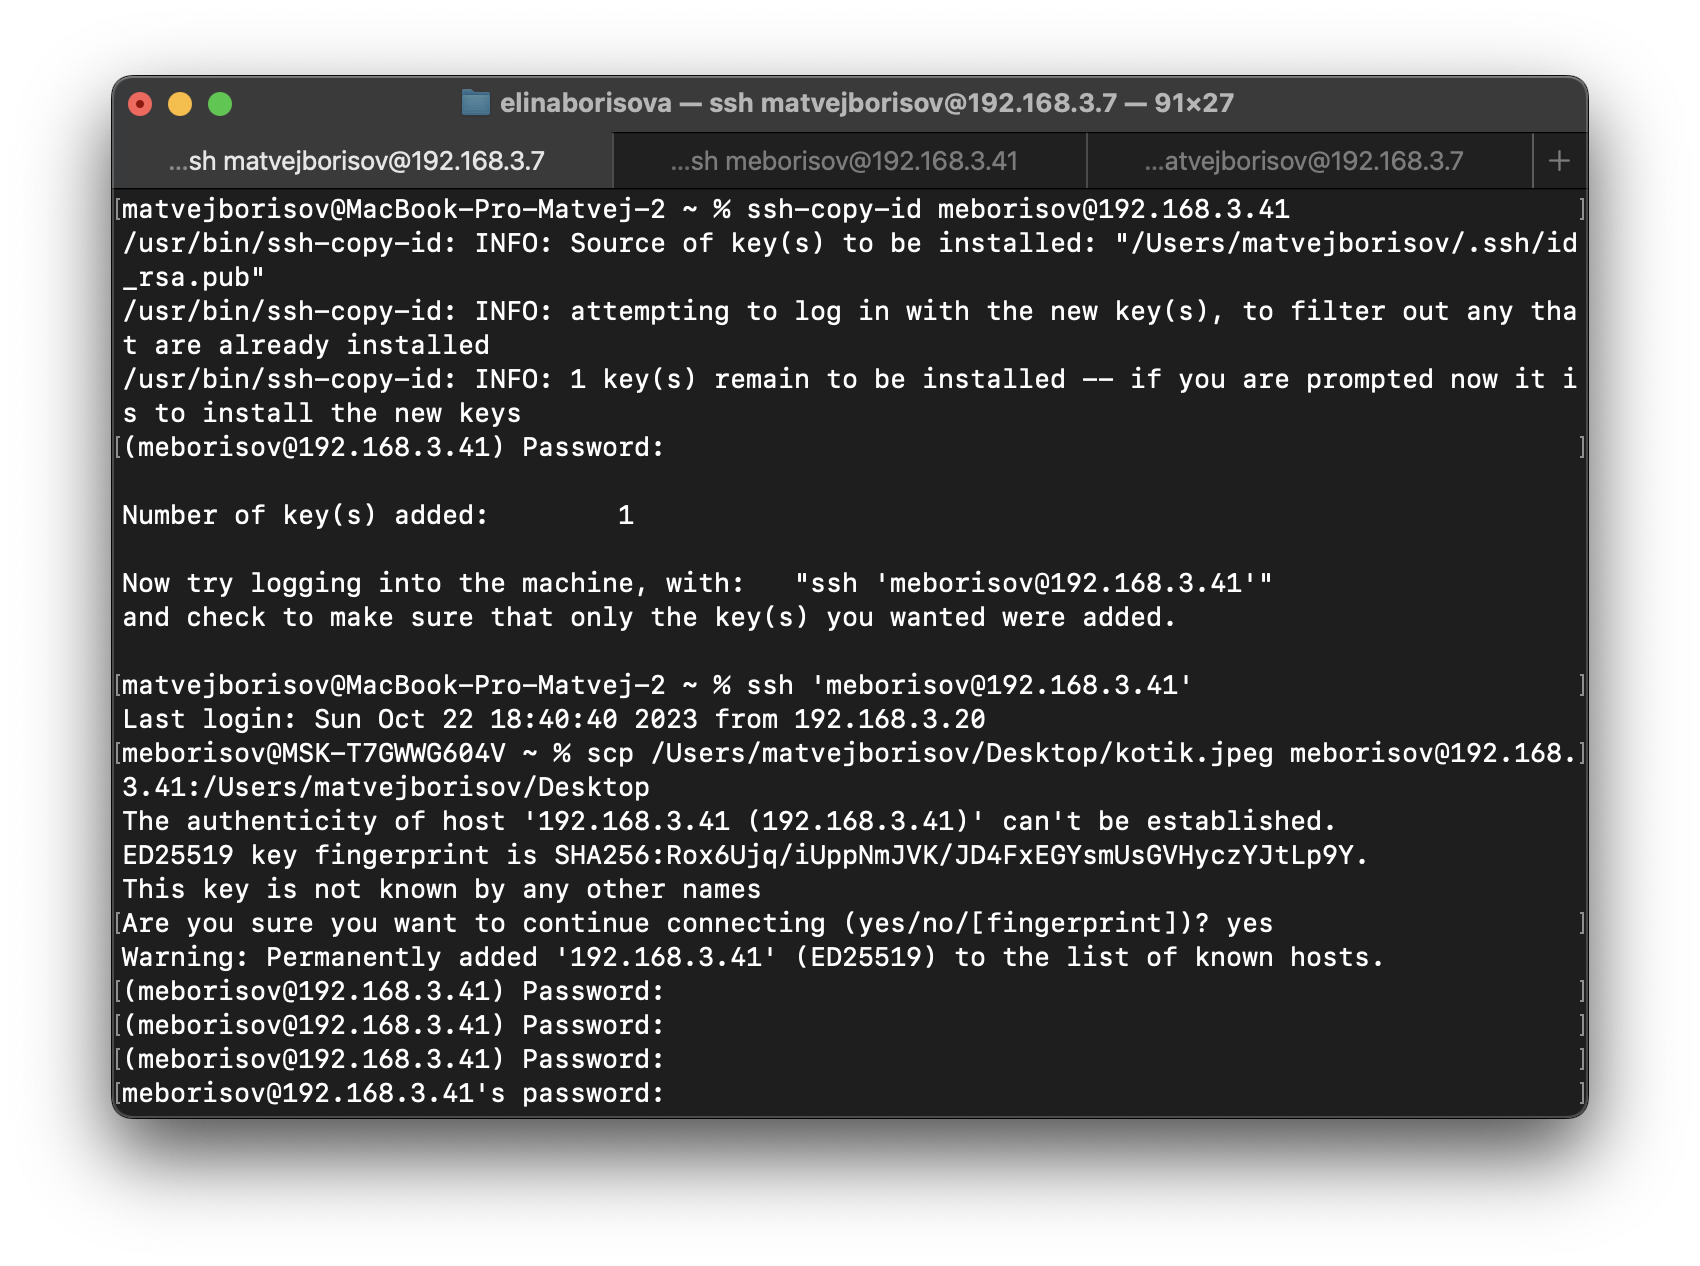 elinaborisova — ssh matvejborisov@192.168.3.7 — 91×27
...sh matvejborisov@192.168.3.7
...sh meborisov@192.168.3.41
...atvejborisov@192.168.3.7
+
[matvejborisov@MacBook-Pro-Matvej-2 ~ % ssh-copy-id meborisov@192.168.3.41 ]
/usr/bin/ssh-copy-id: INFO: Source of key(s) to be installed: "/Users/matvejborisov/.ssh/id
_rsa.pub"
/usr/bin/ssh-copy-id: INFO: attempting to log in with the new key(s), to filter out any tha
t are already installed
/usr/bin/ssh-copy-id: INFO: 1 key(s) remain to be installed -- if you are prompted now it i
s to install the new keys
[(meborisov@192.168.3.41) Password: ]
Number of key(s) added:        1
Now try logging into the machine, with:   "ssh 'meborisov@192.168.3.41'"
and check to make sure that only the key(s) you wanted were added.
[matvejborisov@MacBook-Pro-Matvej-2 ~ % ssh 'meborisov@192.168.3.41' ]
Last login: Sun Oct 22 18:40:40 2023 from 192.168.3.20
[meborisov@MSK-T7GWWG604V ~ % scp /Users/matvejborisov/Desktop/kotik.jpeg meborisov@192.168.]
3.41:/Users/matvejborisov/Desktop
The authenticity of host '192.168.3.41 (192.168.3.41)' can't be established.
ED25519 key fingerprint is SHA256:Rox6Ujq/iUppNmJVK/JD4FxEGYsmUsGVHyczYJtLp9Y.
This key is not known by any other names
[Are you sure you want to continue connecting (yes/no/[fingerprint])? yes ]
Warning: Permanently added '192.168.3.41' (ED25519) to the list of known hosts.
[(meborisov@192.168.3.41) Password: ]
[(meborisov@192.168.3.41) Password: ]
[(meborisov@192.168.3.41) Password: ]
[meborisov@192.168.3.41's password: ]